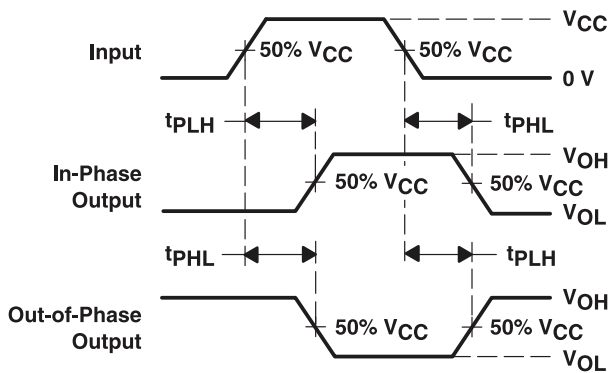 VCC
Input
50% VCC
50% VCC
0 V
tPLH
tPHL
VOH
In-Phase
Output
50% VCC
50% VCC
VOL
tPHL
tPLH
VOH
Out-of-Phase
Output
50% VCC
50% VCC
VOL